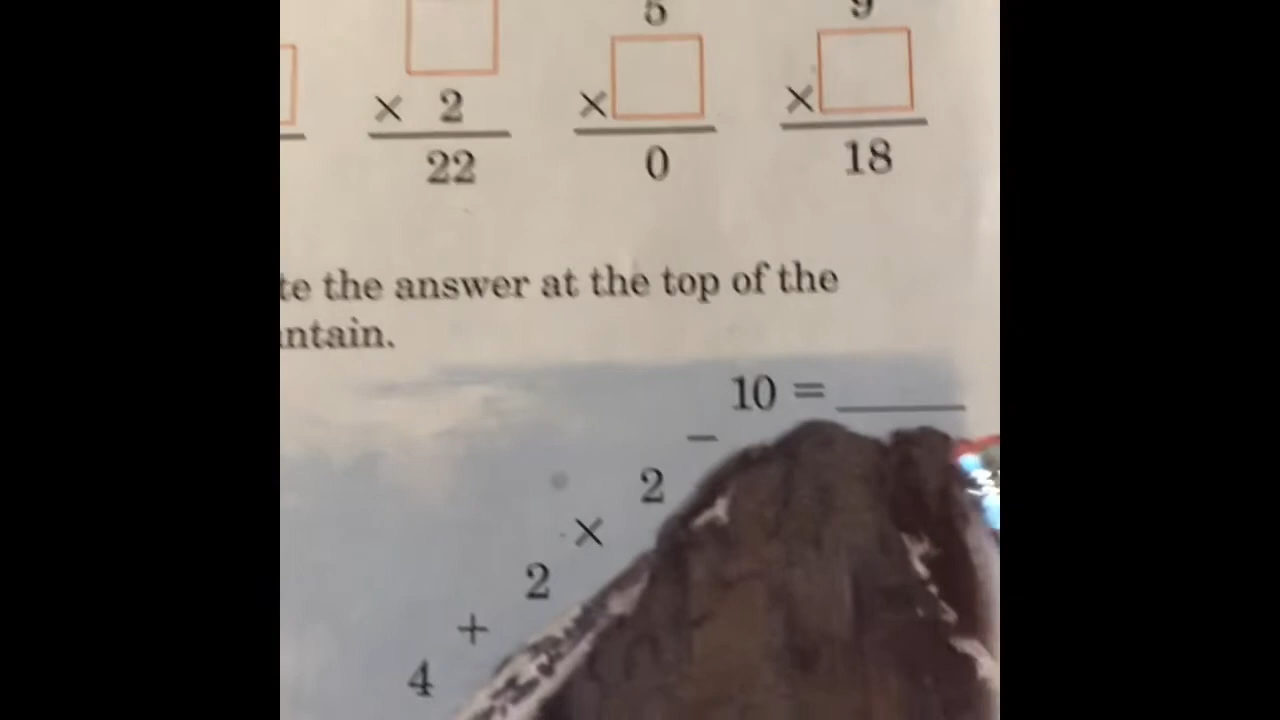 5 9
× 2 × ×
22 0 18
te the answer at the top of the
ntain.
10 = _____
−
2
×
2
+
4